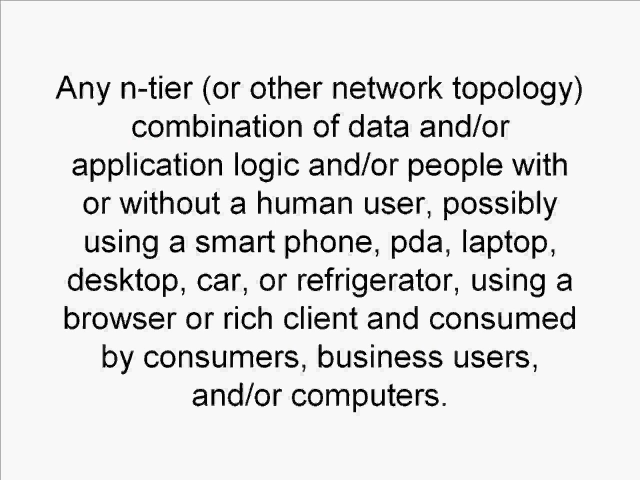 Any n-tier (or other network topology)
combination of data and/or
application logic and/or people with
or without a human user, possibly
using a smart phone, pda, laptop,
desktop, car, or refrigerator, using a
browser or rich client and consumed
by consumers, business users,
and/or computers.